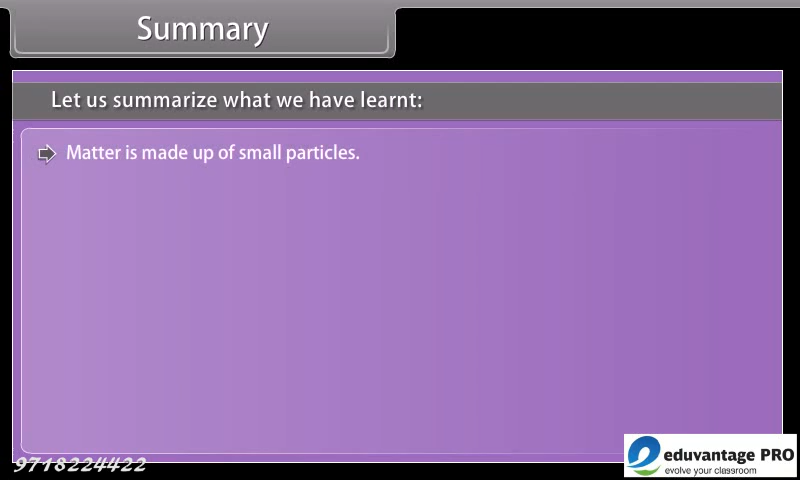 Summary
Let us summarize what we have learnt:
Matter is made up of small particles.
9718224422
eduvantage PRO
evolve your classroom